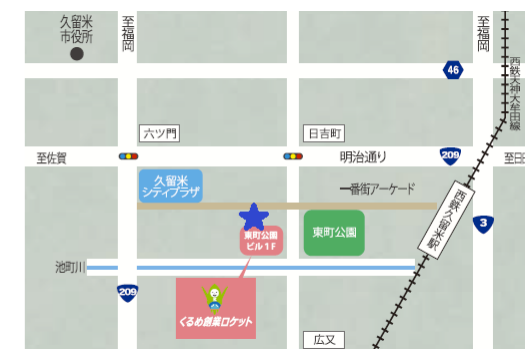 久留米
市役所
至福岡
至福岡
46
西鉄天神大牟田線
六ツ門
日吉町
至佐賀
明治通り
209
至日
久留米
シティプラザ
一番街アーケード
東町公園
ビル1F
東町公園
西鉄久留米駅
3
池町川
209
くるめ創業ロケット
広又